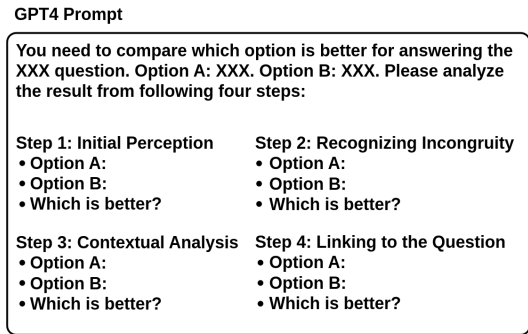 GPT4 Prompt
You need to compare which option is better for answering the
XXX question. Option A: XXX. Option B: XXX. Please analyze
the result from following four steps:
Step 1: Initial Perception
• Option A:
• Option B:
• Which is better?
Step 2: Recognizing Incongruity
• Option A:
• Option B:
• Which is better?
Step 3: Contextual Analysis
• Option A:
• Option B:
• Which is better?
Step 4: Linking to the Question
• Option A:
• Option B:
• Which is better?